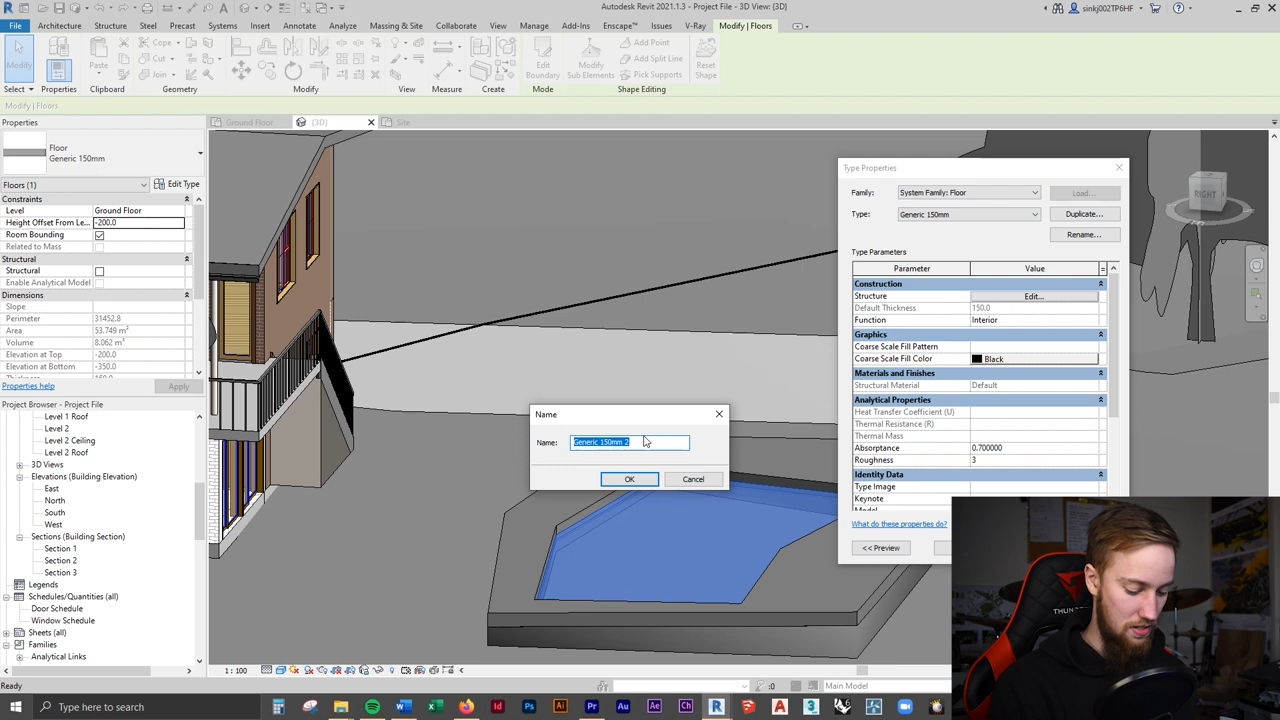 Autodesk Revit 2021.1.3 - Project File - 3D View: {3D}
sinkj002TP6HF
File Architecture Structure Steel Precast Systems Insert Annotate Analyze Massing & Site Collaborate View Manage Add-Ins Enscape™ Issues V-Ray Modify | Floors
Modify
Properties
Paste
Cope
Cut
Join
Edit Boundary
Modify Sub Elements
Add Point
Add Split Line
Pick Supports
Reset Shape
Select Properties Clipboard Geometry Modify View Measure Create Mode Shape Editing
Modify | Floors
Properties
Ground Floor {3D} Site
Floor
Generic 150mm
Floors (1) Edit Type
Constraints
Level Ground Floor
Height Offset From Le... -200.0
Room Bounding
Related to Mass
Structural
Structural
Enable Analytical Model
Dimensions
Slope
Perimeter 31452.8
Area 53.749 m²
Volume 8.062 m³
Elevation at Top -200.0
Elevation at Bottom -350.0
Properties help Apply
Project Browser - Project File
Level 1 Roof
Level 2
Level 2 Ceiling
Level 2 Roof
3D Views
Elevations (Building Elevation)
East
North
South
West
Sections (Building Section)
Section 1
Section 2
Section 3
Legends
Schedules/Quantities (all)
Door Schedule
Window Schedule
Sheets (all)
Families
Analytical Links
RIGHT
Type Properties
Family: System Family: Floor Load...
Type: Generic 150mm Duplicate...
Rename...
Type Parameters
Parameter Value =
Construction
Structure Edit...
Default Thickness 150.0
Function Interior
Graphics
Coarse Scale Fill Pattern
Coarse Scale Fill Color Black
Materials and Finishes
Structural Material Default
Analytical Properties
Heat Transfer Coefficient (U)
Thermal Resistance (R)
Thermal Mass
Absorptance 0.700000
Roughness 3
Identity Data
Type Image
Keynote
What do these properties do?
<< Preview
Name
Name: Generic 150mm 2
OK Cancel
1 : 100
Ready
:0
Main Model
Type here to search